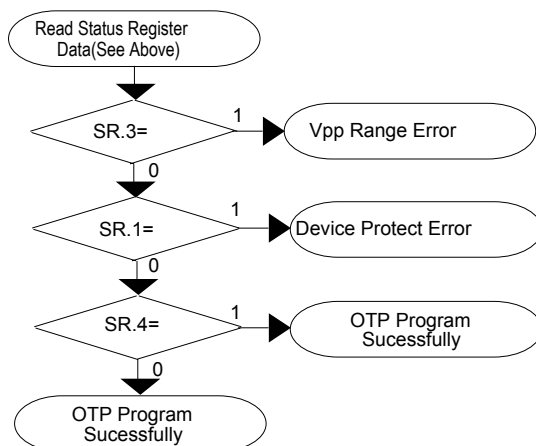 Read Status Register
Data(See Above)
SR.3=
1
Vpp Range Error
0
SR.1=
1
Device Protect Error
0
SR.4=
1
OTP Program
Sucessfully
0
OTP Program
Sucessfully